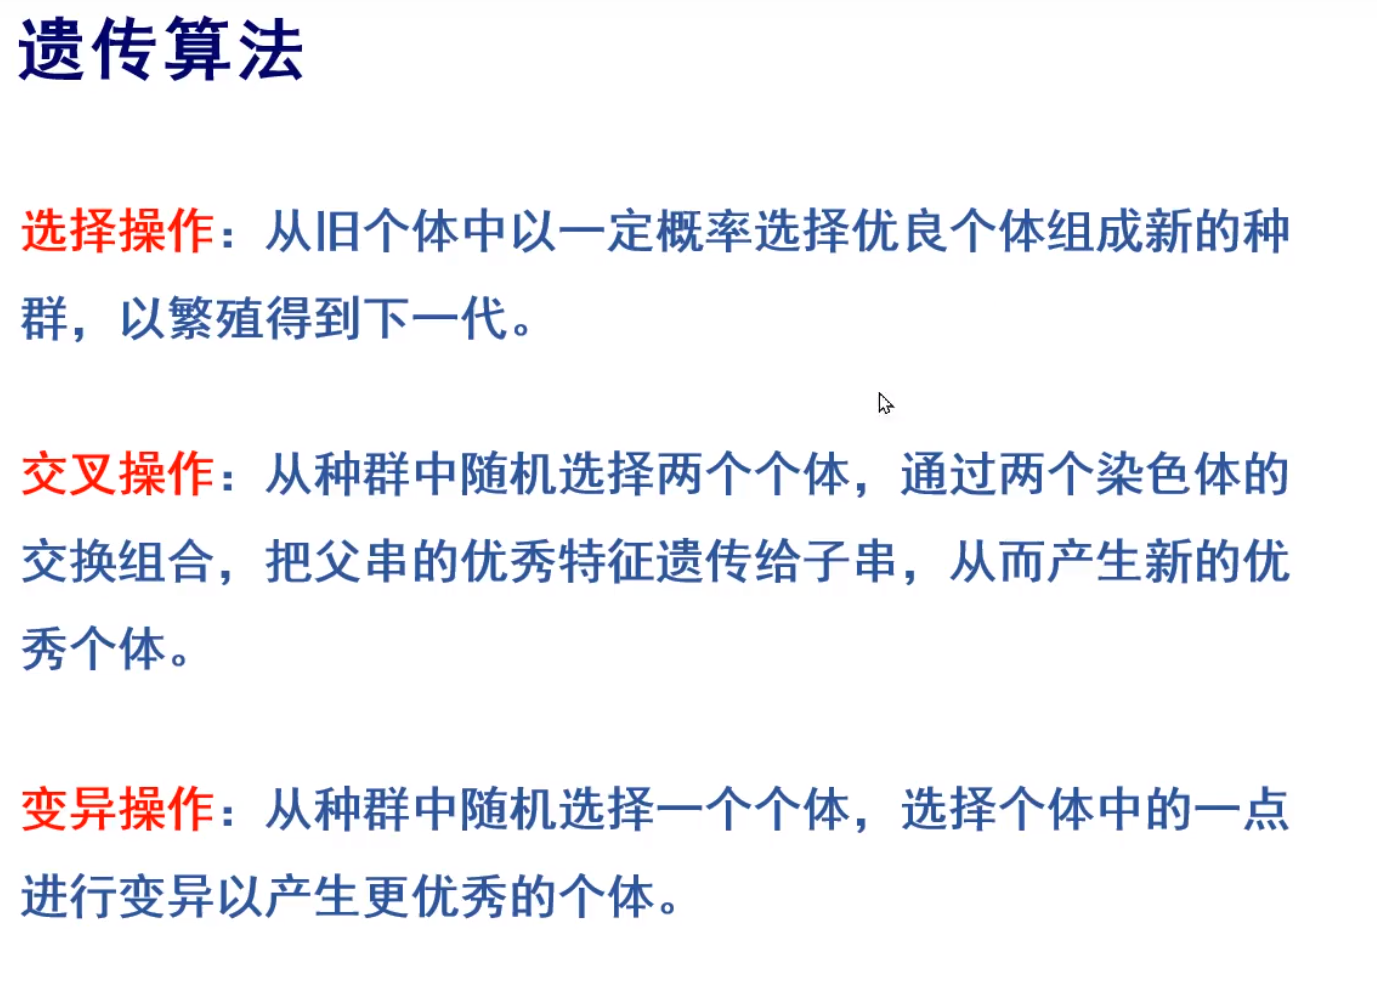 遗传算法
选择操作：从旧个体中以一定概率选择优良个体组成新的种
群，以繁殖得到下一代。
交叉操作：从种群中随机选择两个个体，通过两个染色体的
交换组合，把父串的优秀特征遗传给子串，从而产生新的优
秀个体。
变异操作：从种群中随机选择一个个体，选择个体中的一点
进行变异以产生更优秀的个体。